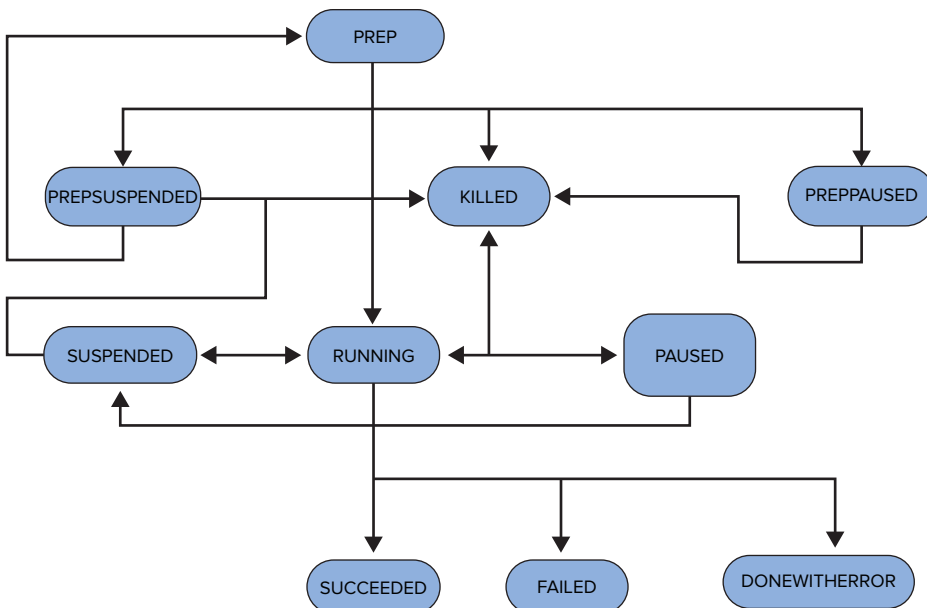 PREP
PREPSUSPENDED
KILLED
PREPPAUSED
SUSPENDED
RUNNING
PAUSED
SUCCEEDED
FAILED
DONEWITHERROR